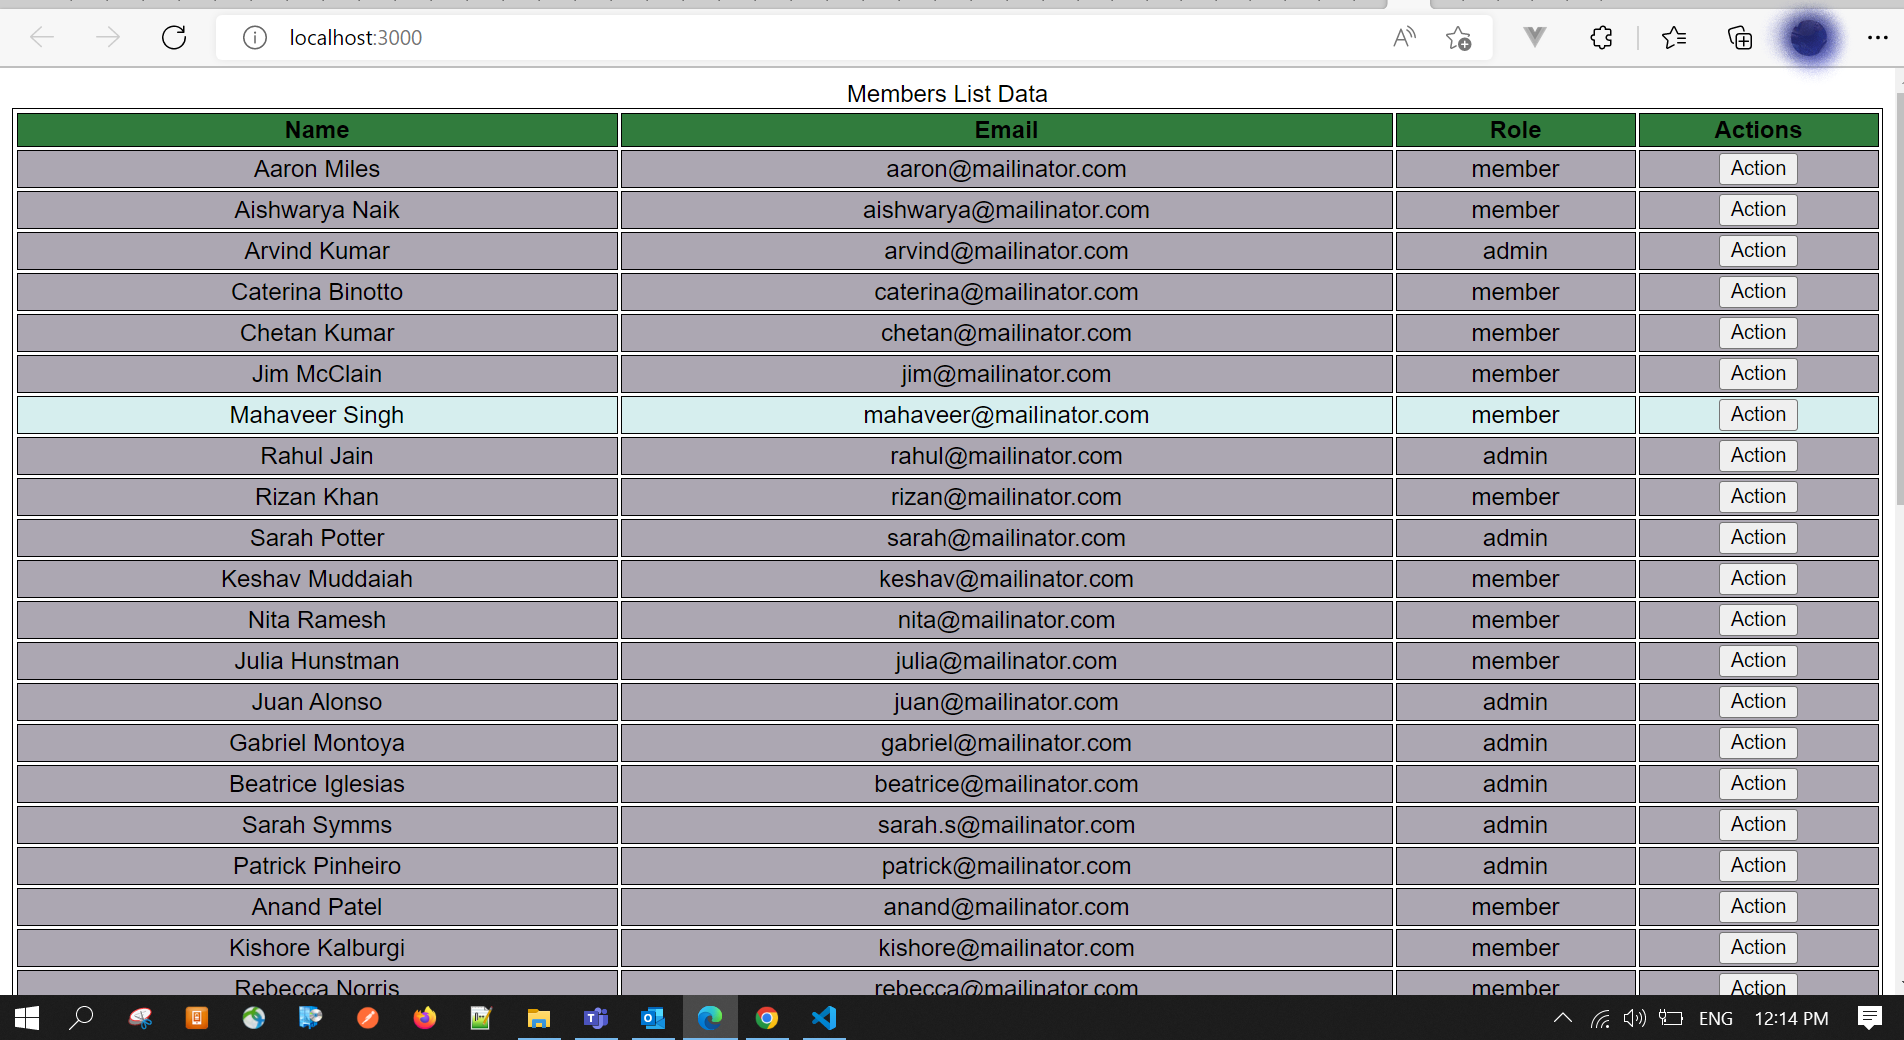 localhost:3000
Members List Data
Name Email Role Actions
Aaron Miles aaron@mailinator.com member Action
Aishwarya Naik aishwarya@mailinator.com member Action
Arvind Kumar arvind@mailinator.com admin Action
Caterina Binotto caterina@mailinator.com member Action
Chetan Kumar chetan@mailinator.com member Action
Jim McClain jim@mailinator.com member Action
Mahaveer Singh mahaveer@mailinator.com member Action
Rahul Jain rahul@mailinator.com admin Action
Rizan Khan rizan@mailinator.com member Action
Sarah Potter sarah@mailinator.com admin Action
Keshav Muddaiah keshav@mailinator.com member Action
Nita Ramesh nita@mailinator.com member Action
Julia Hunstman julia@mailinator.com member Action
Juan Alonso juan@mailinator.com admin Action
Gabriel Montoya gabriel@mailinator.com admin Action
Beatrice Iglesias beatrice@mailinator.com admin Action
Sarah Symms sarah.s@mailinator.com admin Action
Patrick Pinheiro patrick@mailinator.com admin Action
Anand Patel anand@mailinator.com member Action
Kishore Kalburgi kishore@mailinator.com member Action
Rebecca Norris rebecca@mailinator.com member Action
ENG 12:14 PM